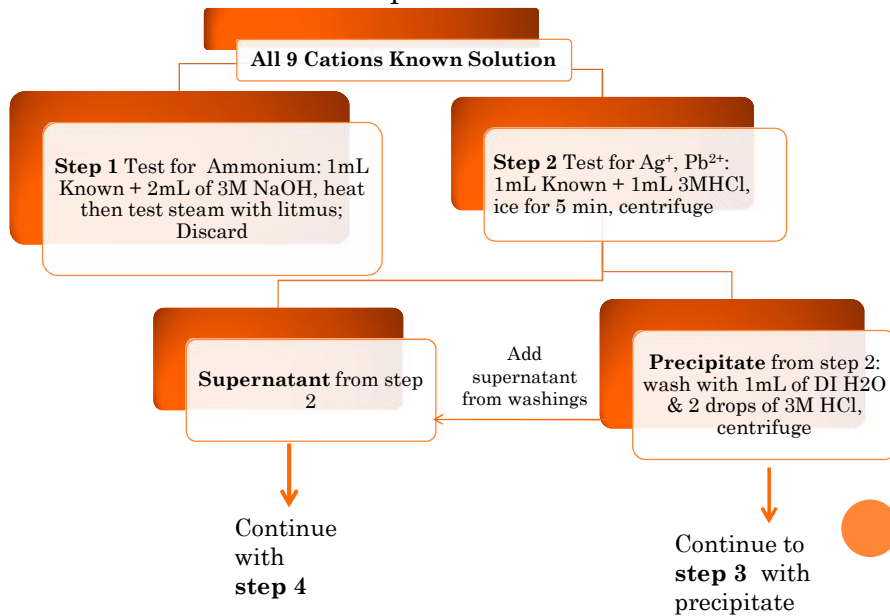 All 9 Cations Known Solution
Step 1 Test for Ammonium: 1mL
Known + 2mL of 3M NaOH, heat
then test steam with litmus;
Discard
Step 2 Test for Ag⁺, Pb²⁺:
1mL Known + 1mL 3MHCl,
ice for 5 min, centrifuge
Supernatant from step
2
Add
supernatant
from washings
Precipitate from step 2:
wash with 1mL of DI H2O
& 2 drops of 3M HCl,
centrifuge
Continue
with
step 4
Continue to
step 3 with
precipitate